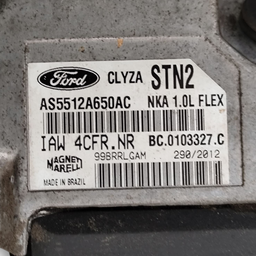 Ford CLYZA STN2
AS5512A650AC NKA 1.0L FLEX
IAW 4CFR.NR BC.0103327.C
MAGNETI MARELLI 99BRRLGAM 290/2012
MADE IN BRAZIL